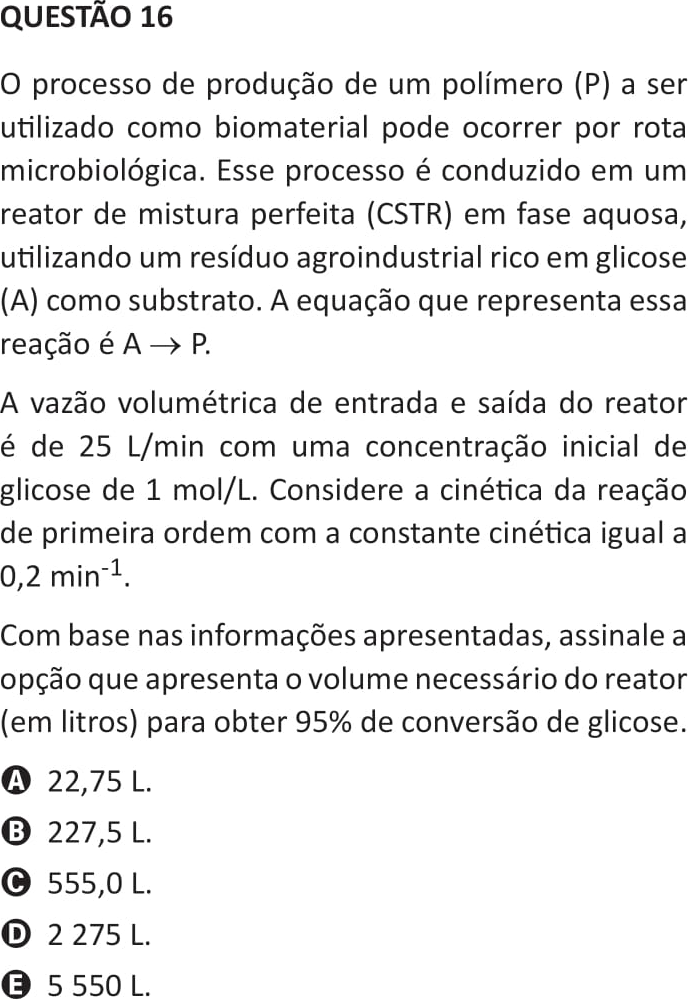 QUESTÃO 16
O processo de produção de um polímero (P) a ser
utilizado como biomaterial pode ocorrer por rota
microbiológica. Esse processo é conduzido em um
reator de mistura perfeita (CSTR) em fase aquosa,
utilizando um resíduo agroindustrial rico em glicose
(A) como substrato. A equação que representa essa
reação é A → P.
A vazão volumétrica de entrada e saída do reator
é de 25 L/min com uma concentração inicial de
glicose de 1 mol/L. Considere a cinética da reação
de primeira ordem com a constante cinética igual a
0,2 min⁻¹.
Com base nas informações apresentadas, assinale a
opção que apresenta o volume necessário do reator
(em litros) para obter 95% de conversão de glicose.
A 22,75 L.
B 227,5 L.
C 555,0 L.
D 2 275 L.
E 5 550 L.